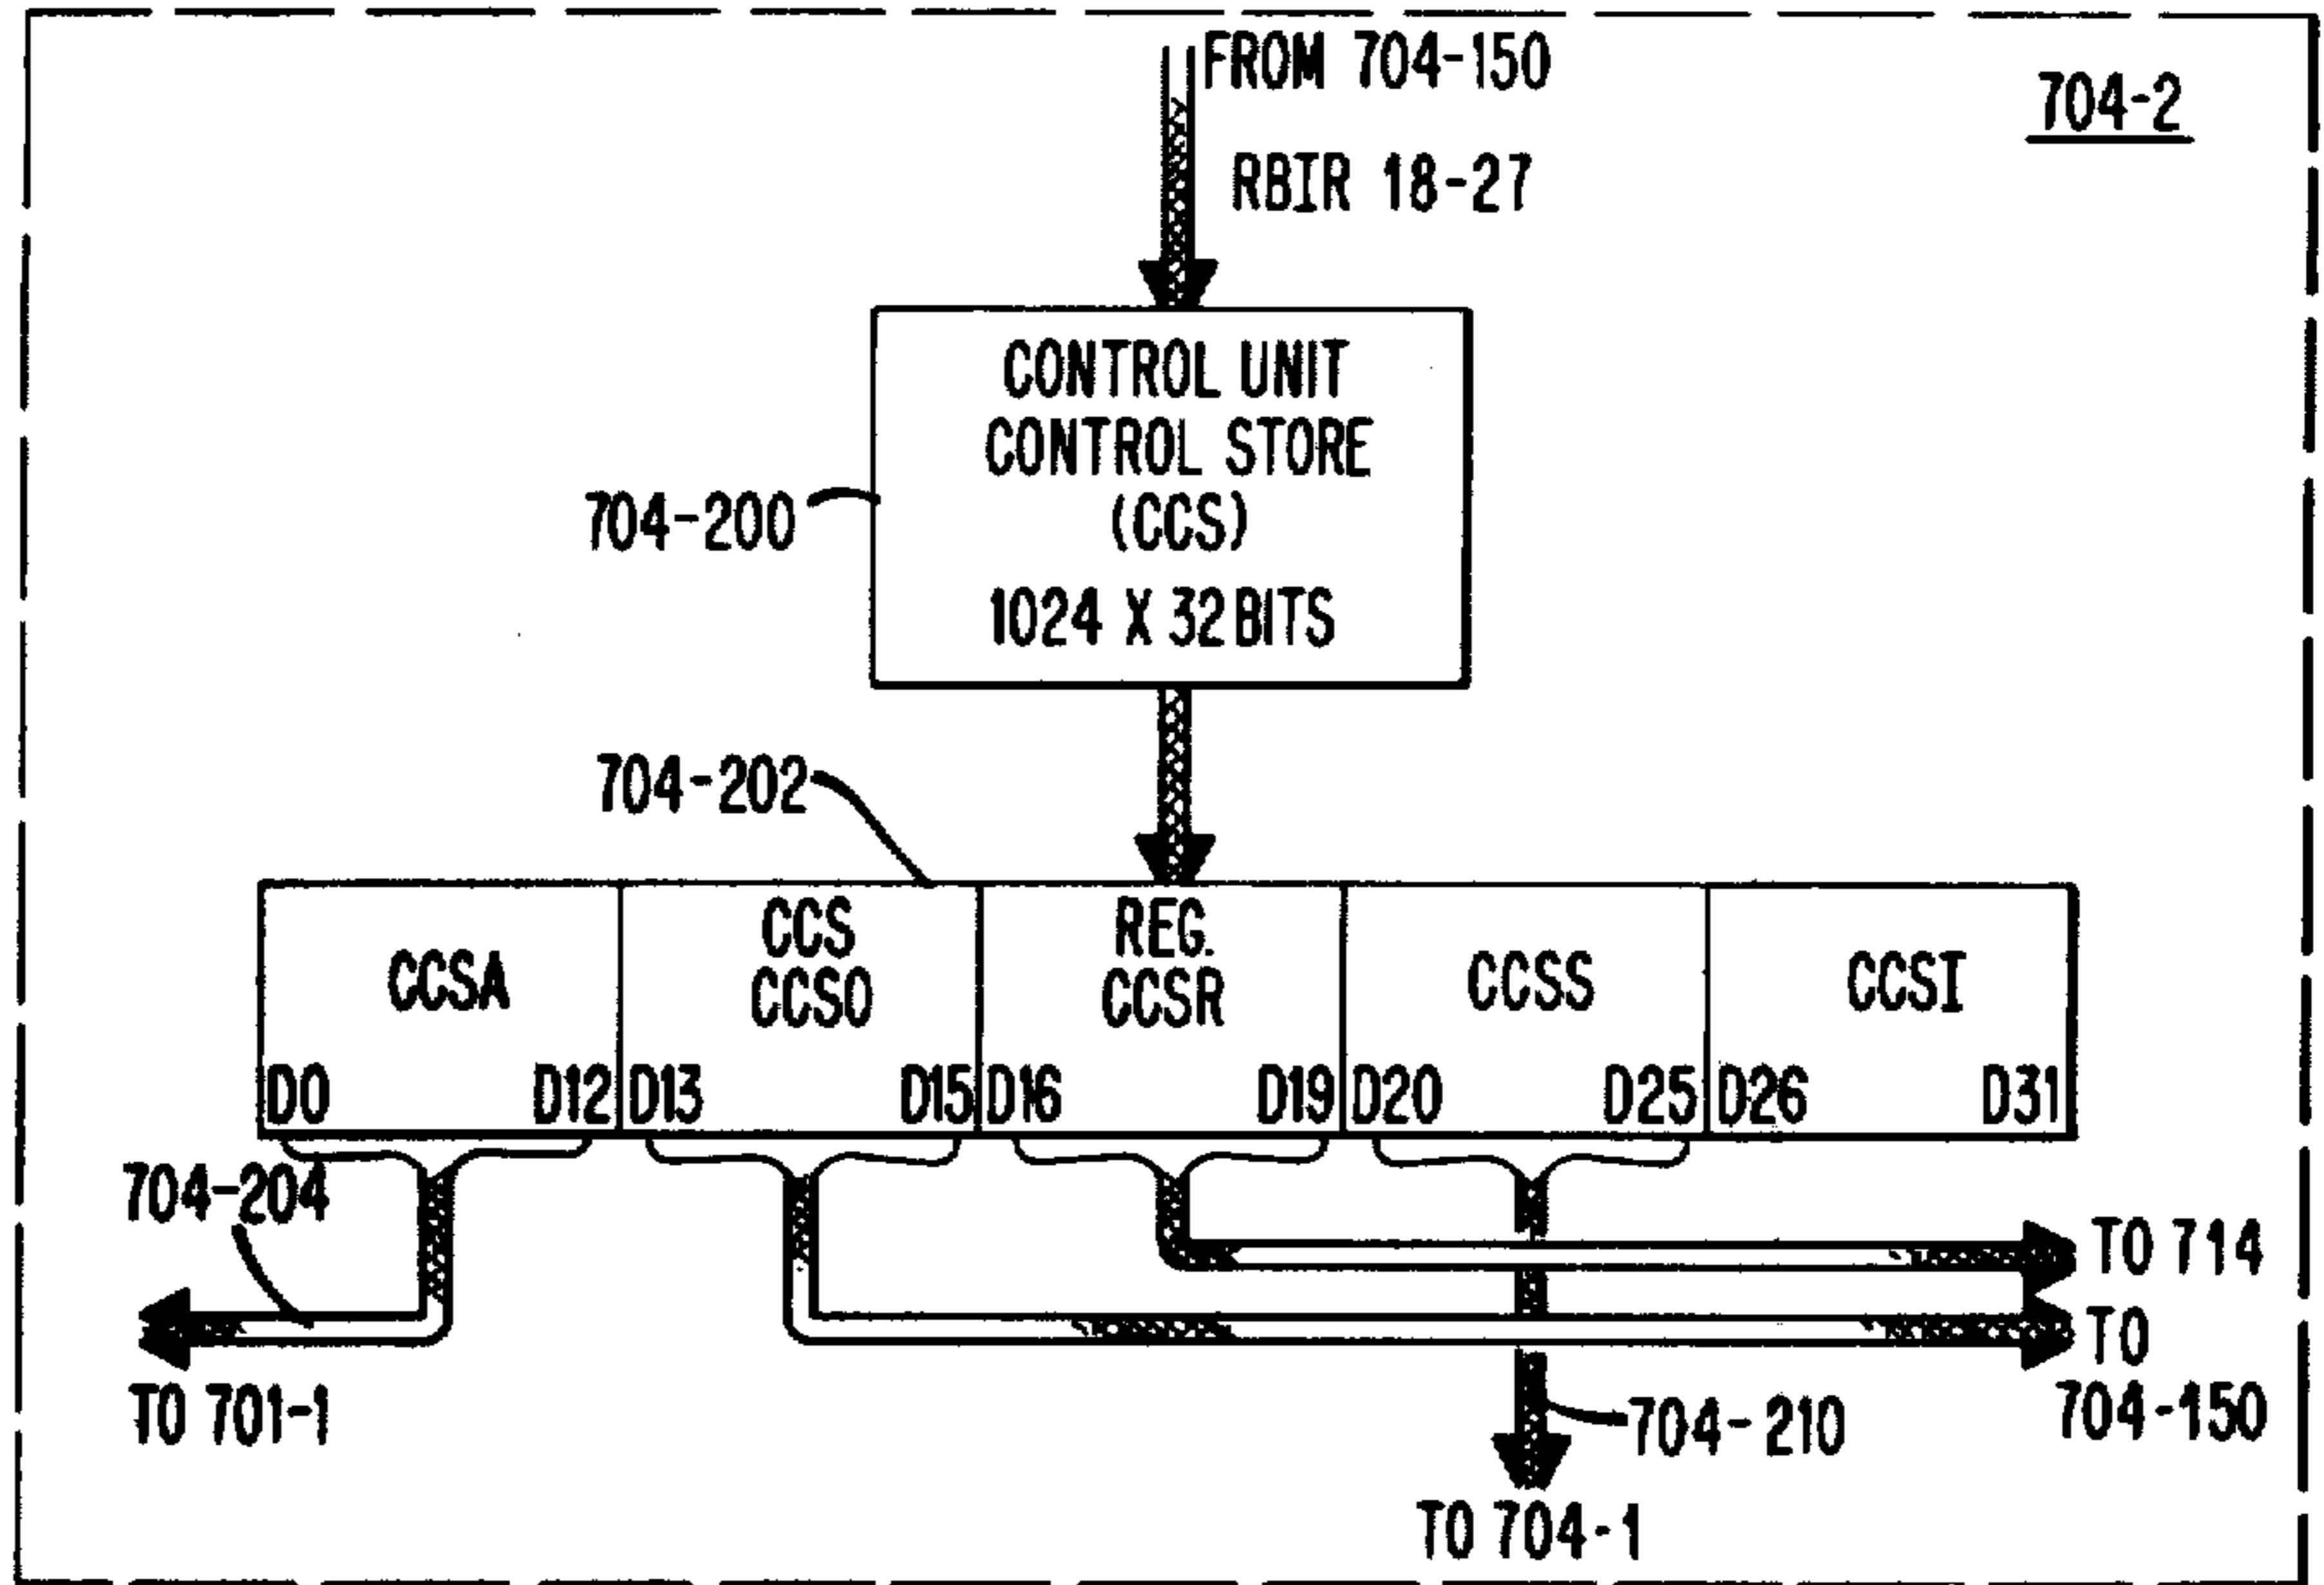 FROM 704-150
704-2
RBIR 18-27
CONTROL UNIT
CONTROL STORE
(CCS)
1024 X 32 BITS
704-200
704-202
CCSA
CCS
CCSO
REG.
CCSR
CCSS
CCSI
D0 D12 D13 D15 D16 D19 D20 D25 D26 D31
704-204
TO 714
TO
704-150
TO 701-1
704-210
TO 704-1